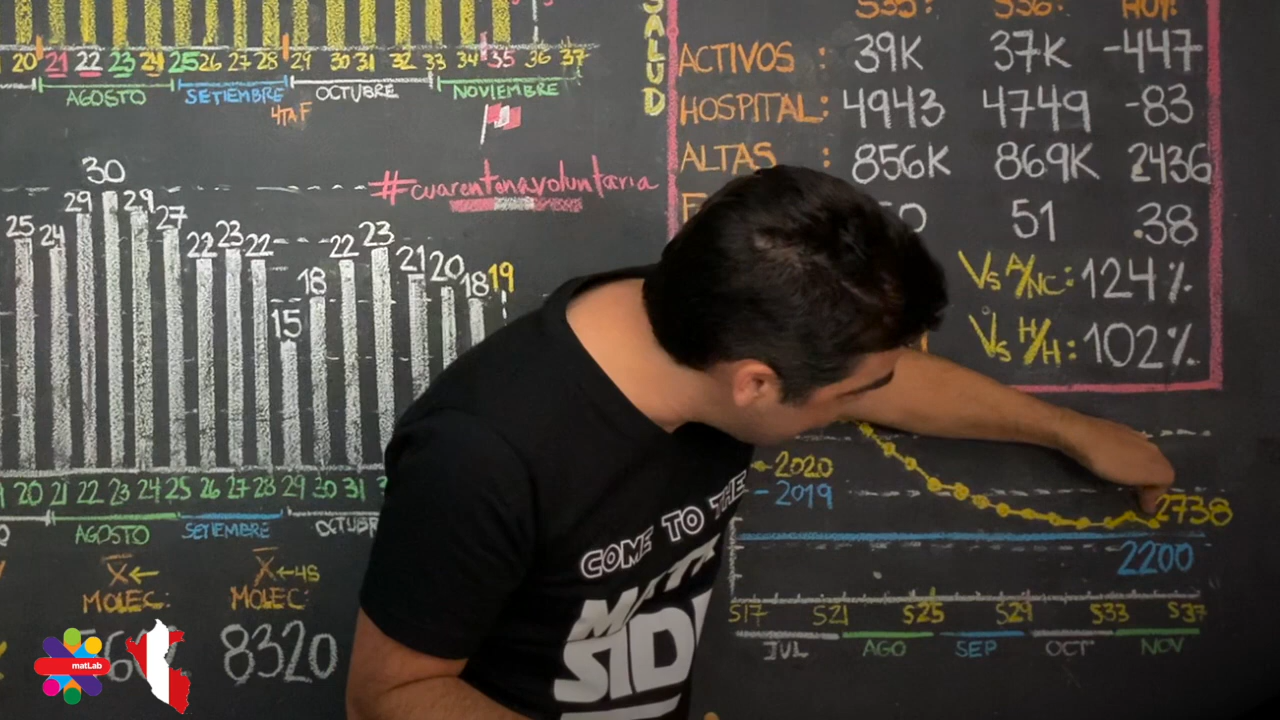 S35: S36: HOY:
SALUD
ACTIVOS : 39K 37K -447
HOSPITAL: 4943 4749 -83
ALTAS : 856K 869K 2436
51 .38
Vs A/NC: 124%
Vs H/H: 102%
20 21 22 23 24 25 26 27 28 29 30 31 32 33 34 35 36 37
AGOSTO SETIEMBRE OCTUBRE NOVIEMBRE
4TA F
#cuarentenavoluntaria
25 24 29 30 29 27 22 23 22 15 18 22 23 21 20 18 19
20 21 22 23 24 25 26 27 28 29 30 31
AGOSTO SETIEMBRE
X← X←4S
MOLEC: MOLEC:
8320
2020
2019
2738
2200
S17 S21 S25 S29 S33 S37
JUL AGO SEP OCT NOV
COME TO THE
MATH
SIDE
matLab